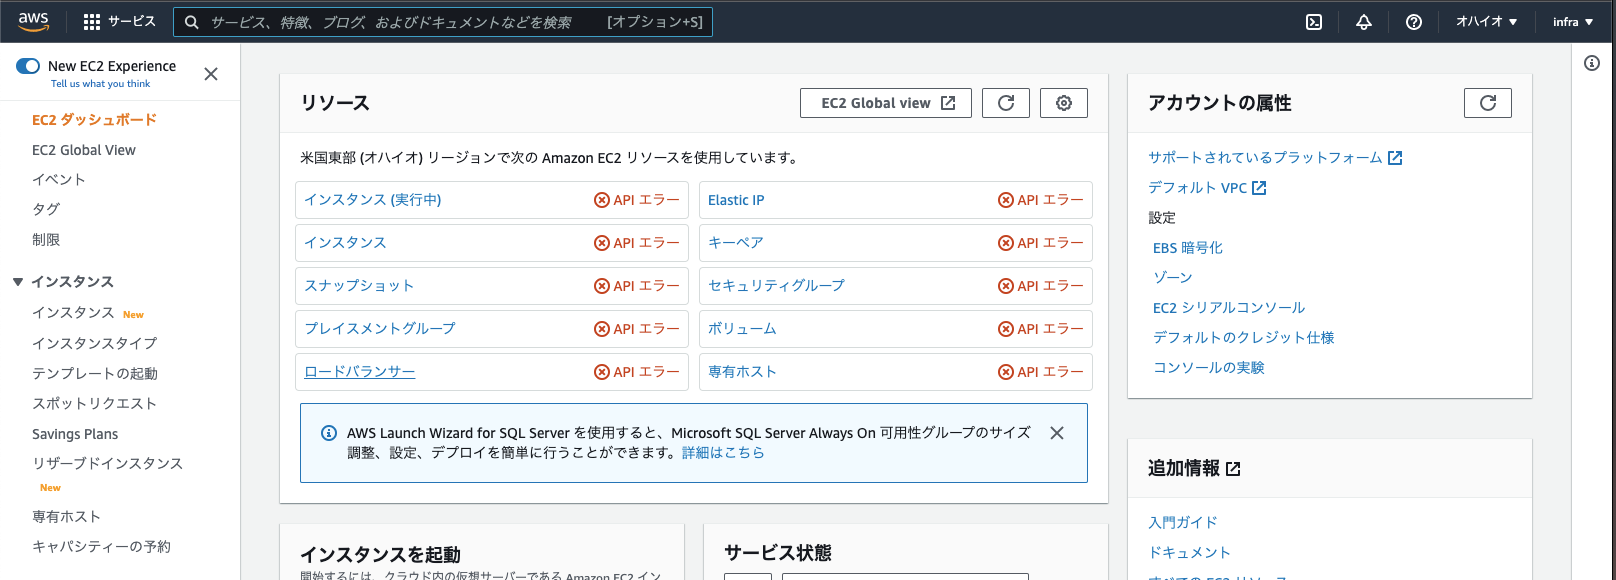 aws
サービス
サービス、特徴、ブログ、およびドキュメントなどを検索
[オプション+S]
オハイオ ▼
infra ▼
New EC2 Experience
Tell us what you think
EC2 ダッシュボード
EC2 Global View
イベント
タグ
制限
▼ インスタンス
インスタンス New
インスタンスタイプ
テンプレートの起動
スポットリクエスト
Savings Plans
リザーブドインスタンス
New
専有ホスト
キャパシティーの予約
リソース
EC2 Global view
米国東部 (オハイオ) リージョンで次の Amazon EC2 リソースを使用しています。
インスタンス (実行中) API エラー
Elastic IP API エラー
インスタンス API エラー
キーペア API エラー
スナップショット API エラー
セキュリティグループ API エラー
プレイスメントグループ API エラー
ボリューム API エラー
ロードバランサー API エラー
専有ホスト API エラー
AWS Launch Wizard for SQL Server を使用すると、Microsoft SQL Server Always On 可用性グループのサイズ
調整、設定、デプロイを簡単に行うことができます。詳細はこちら
インスタンスを起動
開始するには、クラウド内の仮想サーバーである Amazon EC2 イン
サービス状態
アカウントの属性
サポートされているプラットフォーム
デフォルト VPC
設定
EBS 暗号化
ゾーン
EC2 シリアルコンソール
デフォルトのクレジット仕様
コンソールの実験
追加情報
入門ガイド
ドキュメント
すべての EC2 リソース